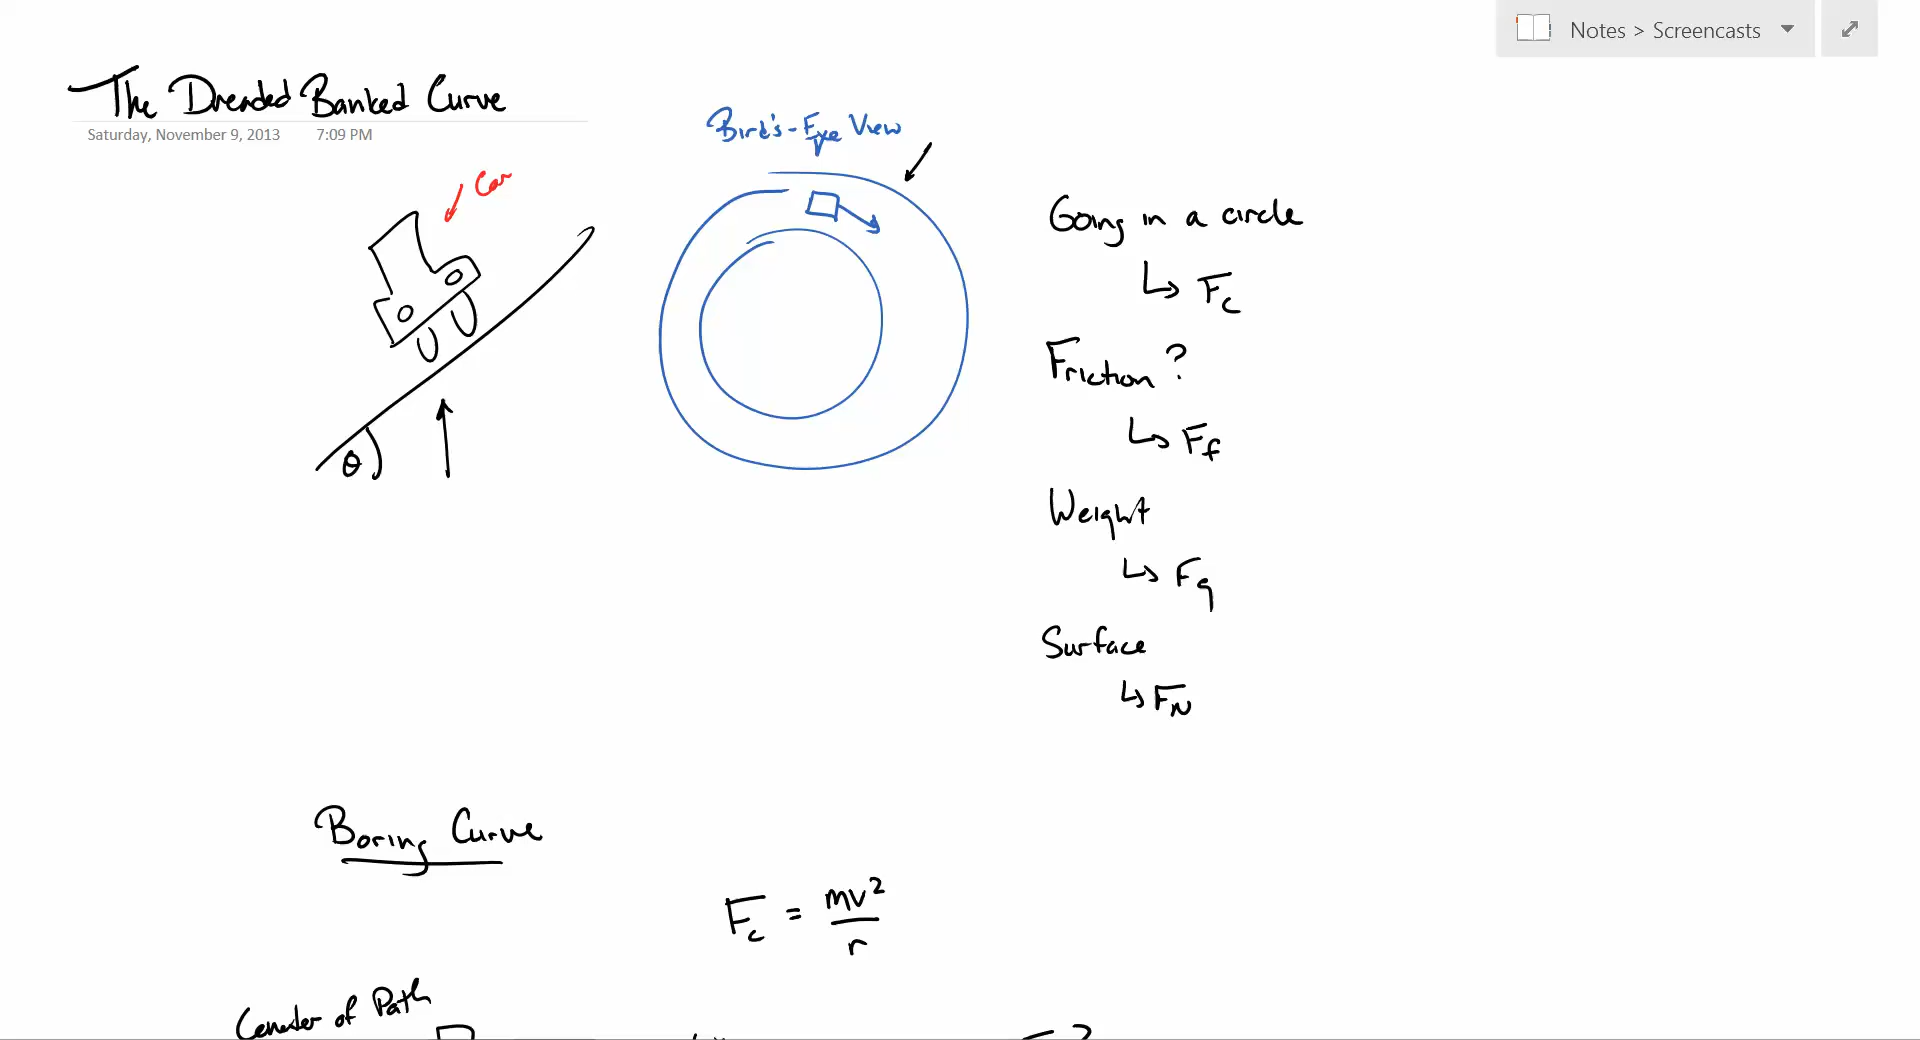 Notes > Screencasts
The Dreaded Banked Curve
Saturday, November 9, 2013 7:09 PM
Car
θ
Bird's-Eye View
Going in a circle
↳ Fc
Friction?
↳ Ff
Weight
↳ Fg
Surface
↳ FN
Boring Curve
Fc = mv²/r
of Path